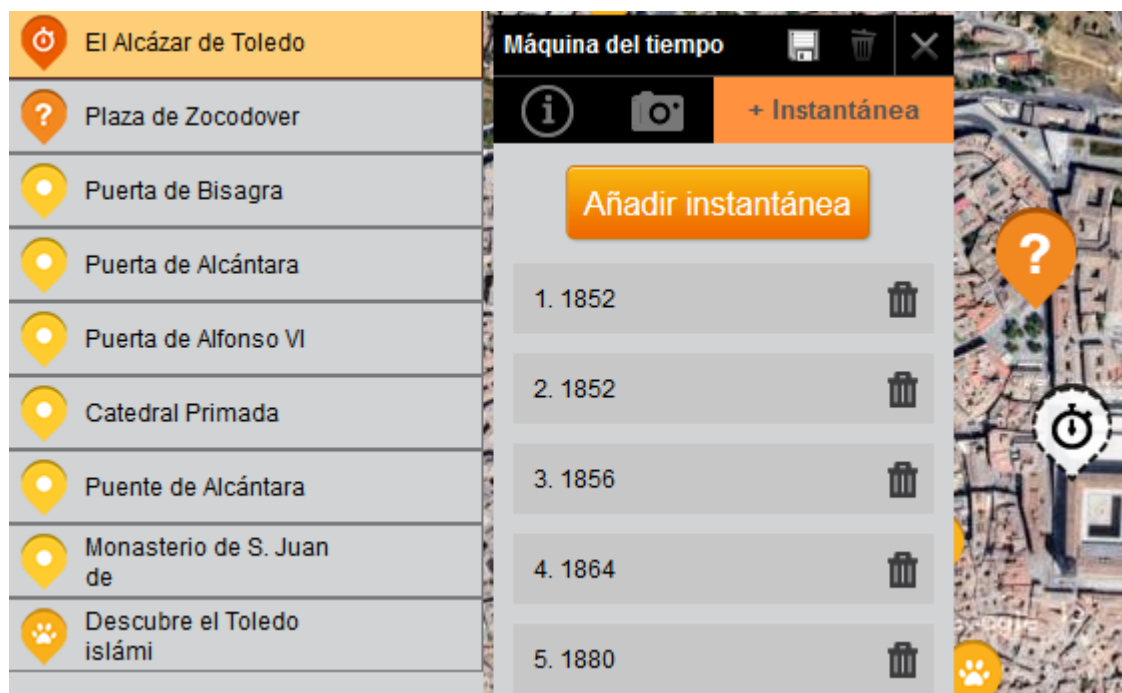 El Alcázar de Toledo
Plaza de Zocodover
Puerta de Bisagra
Puerta de Alcántara
Puerta de Alfonso VI
Catedral Primada
Puente de Alcántara
Monasterio de S. Juan
de
Descubre el Toledo
islámi
Máquina del tiempo
+ Instantánea
Añadir instantánea
1. 1852
2. 1852
3. 1856
4. 1864
5. 1880